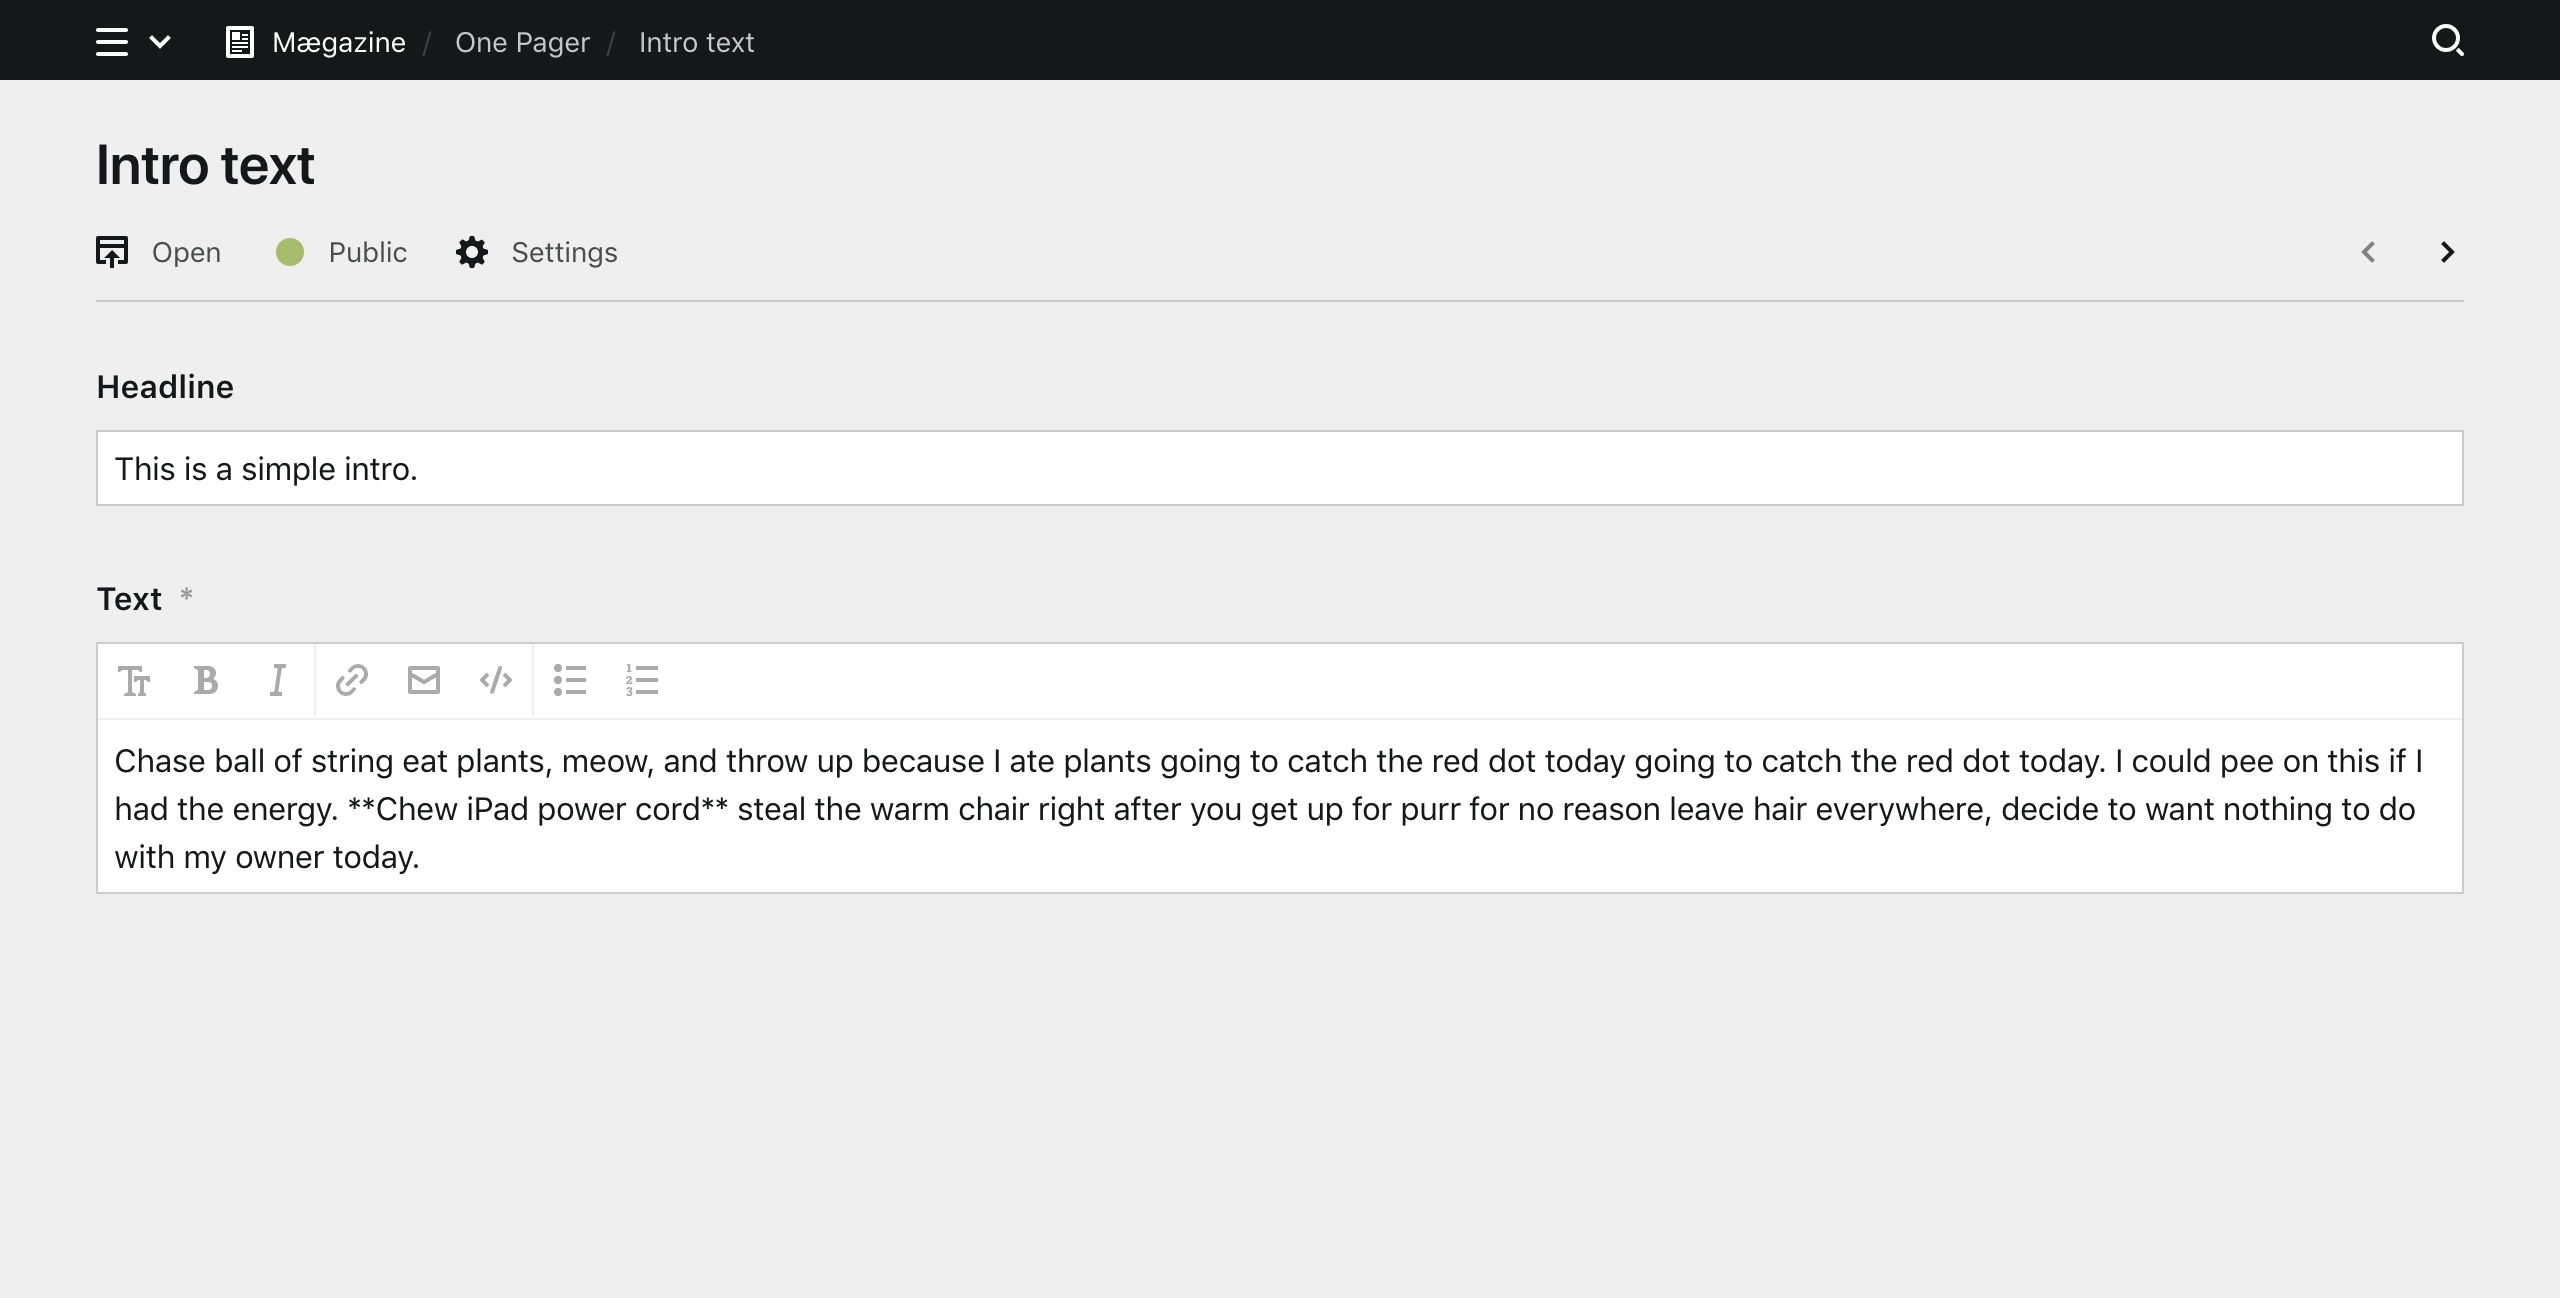 Mægazine / One Pager / Intro text
Intro text
Open Public Settings
Headline
This is a simple intro.
Text *
Chase ball of string eat plants, meow, and throw up because I ate plants going to catch the red dot today going to catch the red dot today. I could pee on this if I
had the energy. **Chew iPad power cord** steal the warm chair right after you get up for purr for no reason leave hair everywhere, decide to want nothing to do
with my owner today.